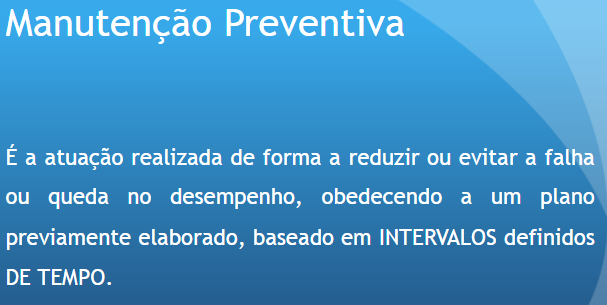 Manutenção Preventiva
É a atuação realizada de forma a reduzir ou evitar a falha
ou queda no desempenho, obedecendo a um plano
previamente elaborado, baseado em INTERVALOS definidos
DE TEMPO.